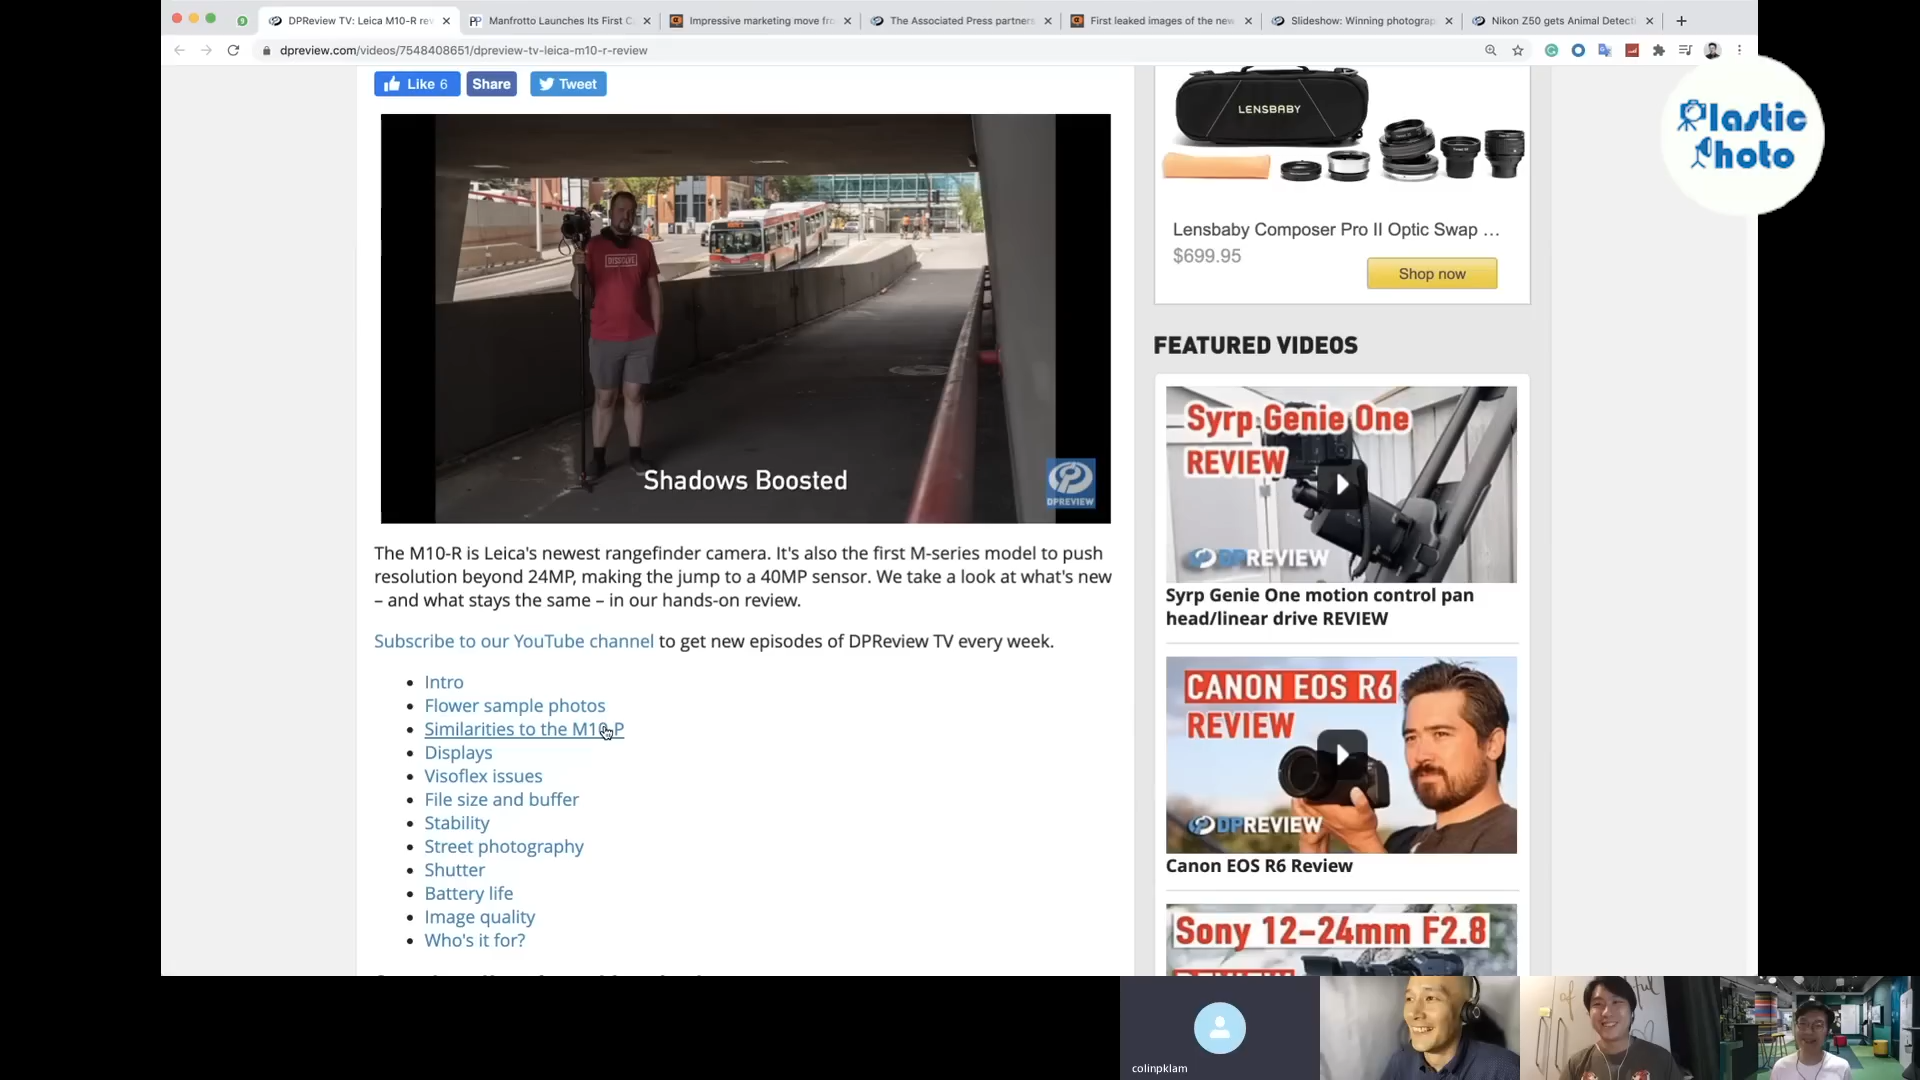 DPReview TV: Leica M10-R rev
Manfrotto Launches Its First C
Impressive marketing move fro
The Associated Press partners
First leaked images of the new
Slideshow: Winning photograp
Nikon Z50 gets Animal Detecti
dpreview.com/videos/7548408651/dpreview-tv-leica-m10-r-review
Like 6
Share
Tweet
DISSOLVE
Shadows Boosted
DPREVIEW
The M10-R is Leica's newest rangefinder camera. It's also the first M-series model to push
resolution beyond 24MP, making the jump to a 40MP sensor. We take a look at what's new
– and what stays the same – in our hands-on review.
Subscribe to our YouTube channel to get new episodes of DPReview TV every week.
• Intro
• Flower sample photos
• Similarities to the M10-P
• Displays
• Visoflex issues
• File size and buffer
• Stability
• Street photography
• Shutter
• Battery life
• Image quality
• Who's it for?
LENSBABY
Lensbaby Composer Pro II Optic Swap ...
$699.95
Shop now
FEATURED VIDEOS
Syrp Genie One
REVIEW
DPREVIEW
Syrp Genie One motion control pan
head/linear drive REVIEW
CANON EOS R6
REVIEW
DPREVIEW
Canon EOS R6 Review
Sony 12-24mm F2.8
REVIEW
Plastic
Photo
colinpklam